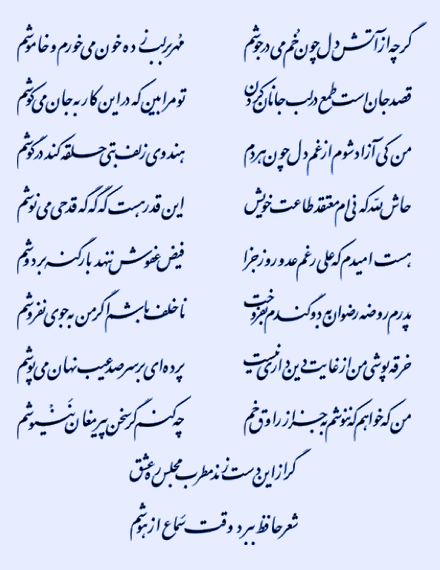 گرچه از آتش دل چون خم می در جوشم
مهر بر لب زده خون می‌خورم و خاموشم
قصد جان است طمع در لب جانان کردن
تو مرا بین که در این کار به جان می‌کوشم
من کی آزاد شوم از غم دل چون هر دم
هندوی زلف بتی حلقه کند در گوشم
حاش لله که نی‌ام معتقد طاعت خویش
این قدر هست که گه گه قدحی می نوشم
هست امیدم که علی رغم عدو روز جزا
فیض عفوش ننهد بار گنه بر دوشم
پدرم روضه رضوان به دو گندم بفروخت
ناخلف باشم اگر من به جوی نفروشم
خرقه پوشی من از غایت دین داری نیست
پرده‌ای بر سر صد عیب نهان می‌پوشم
من که خواهم که ننوشم به جز از راوق خم
چه کنم گر سخن پیر مغان ننیوشم
گر از این دست زند مطرب مجلس ره عشق
شعر حافظ ببرد وقت سماع از هوشم